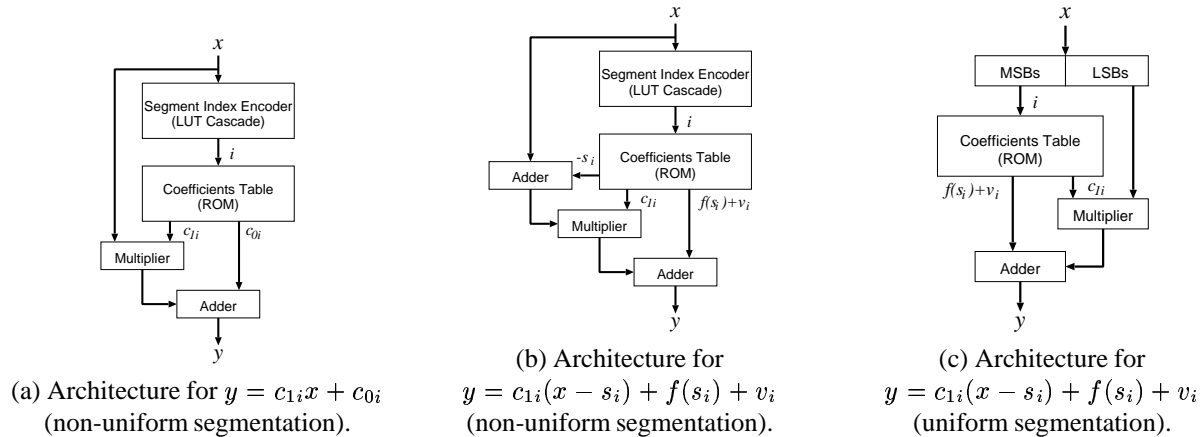 x
Segment Index Encoder
(LUT Cascade)
i
Coefficients Table
(ROM)
c1i
c0i
Multiplier
Adder
y
(a) Architecture for y = c1ix + c0i
(non-uniform segmentation).
x
Segment Index Encoder
(LUT Cascade)
i
-si
Adder
Coefficients Table
(ROM)
c1i
f(si)+vi
Multiplier
Adder
y
(b) Architecture for
y = c1i(x − si) + f(si) + vi
(non-uniform segmentation).
x
MSBs
LSBs
i
Coefficients Table
(ROM)
f(si)+vi
c1i
Multiplier
Adder
y
(c) Architecture for
y = c1i(x − si) + f(si) + vi
(uniform segmentation).